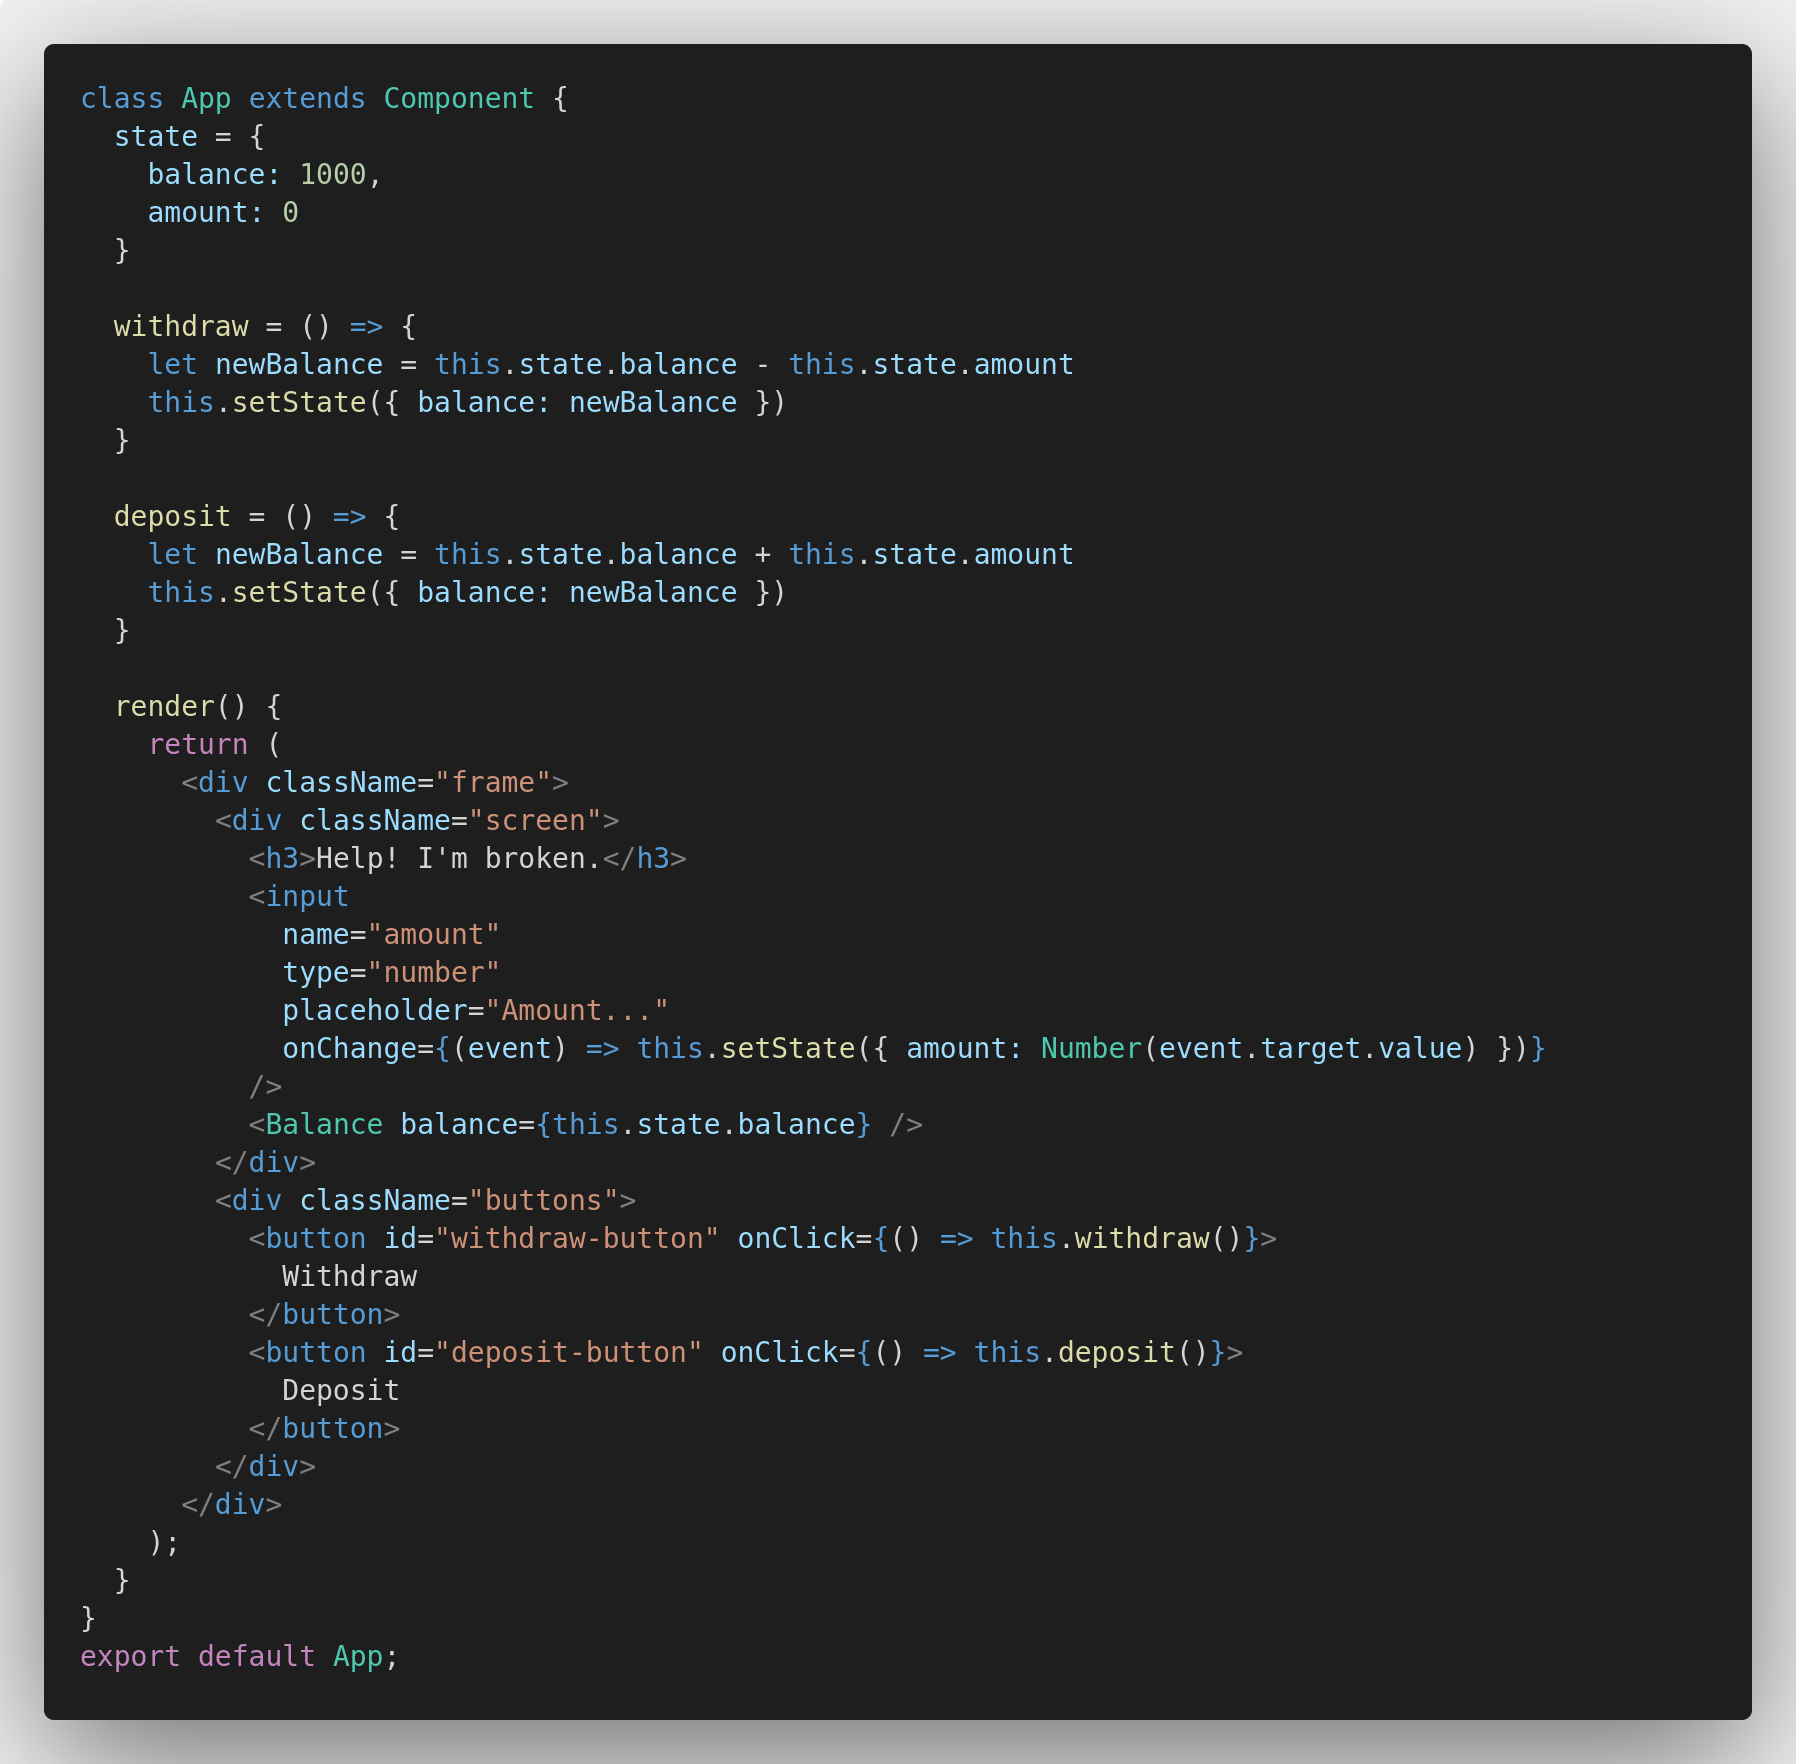 class App extends Component {
  state = {
    balance: 1000,
    amount: 0
  }

  withdraw = () => {
    let newBalance = this.state.balance - this.state.amount
    this.setState({ balance: newBalance })
  }

  deposit = () => {
    let newBalance = this.state.balance + this.state.amount
    this.setState({ balance: newBalance })
  }

  render() {
    return (
      <div className="frame">
        <div className="screen">
          <h3>Help! I'm broken.</h3>
          <input
            name="amount"
            type="number"
            placeholder="Amount..."
            onChange={(event) => this.setState({ amount: Number(event.target.value) })}
          />
          <Balance balance={this.state.balance} />
        </div>
        <div className="buttons">
          <button id="withdraw-button" onClick={() => this.withdraw()}>
            Withdraw
          </button>
          <button id="deposit-button" onClick={() => this.deposit()}>
            Deposit
          </button>
        </div>
      </div>
    );
  }
}
export default App;